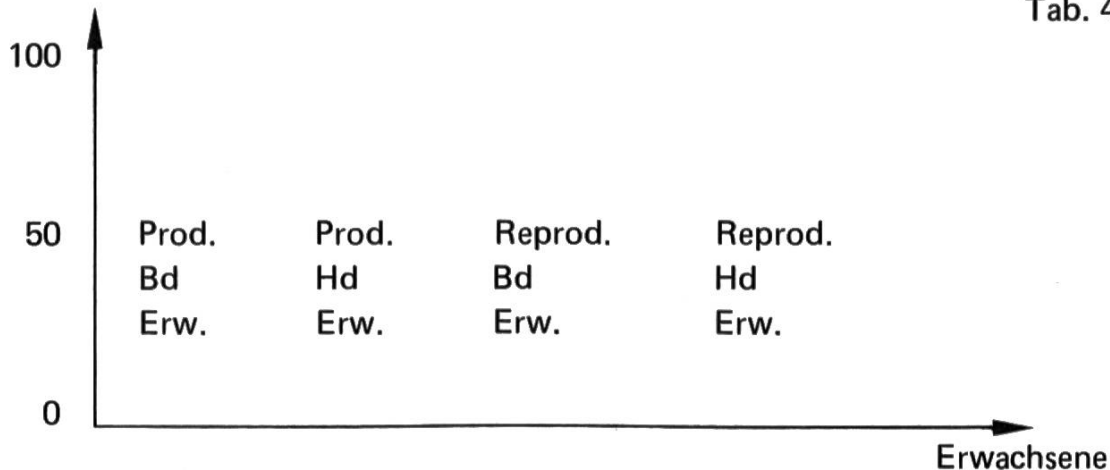 Tab. 4
100
50 Prod. Prod. Reprod. Reprod.
Bd Hd Bd Hd
Erw. Erw. Erw. Erw.
0
Erwachsene